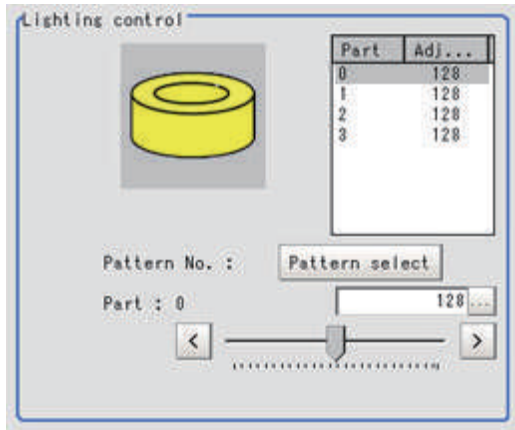 Lighting control
Part Adj...
0 128
1 128
2 128
3 128
Pattern No. : Pattern select
Part : 0 128 ...
< >